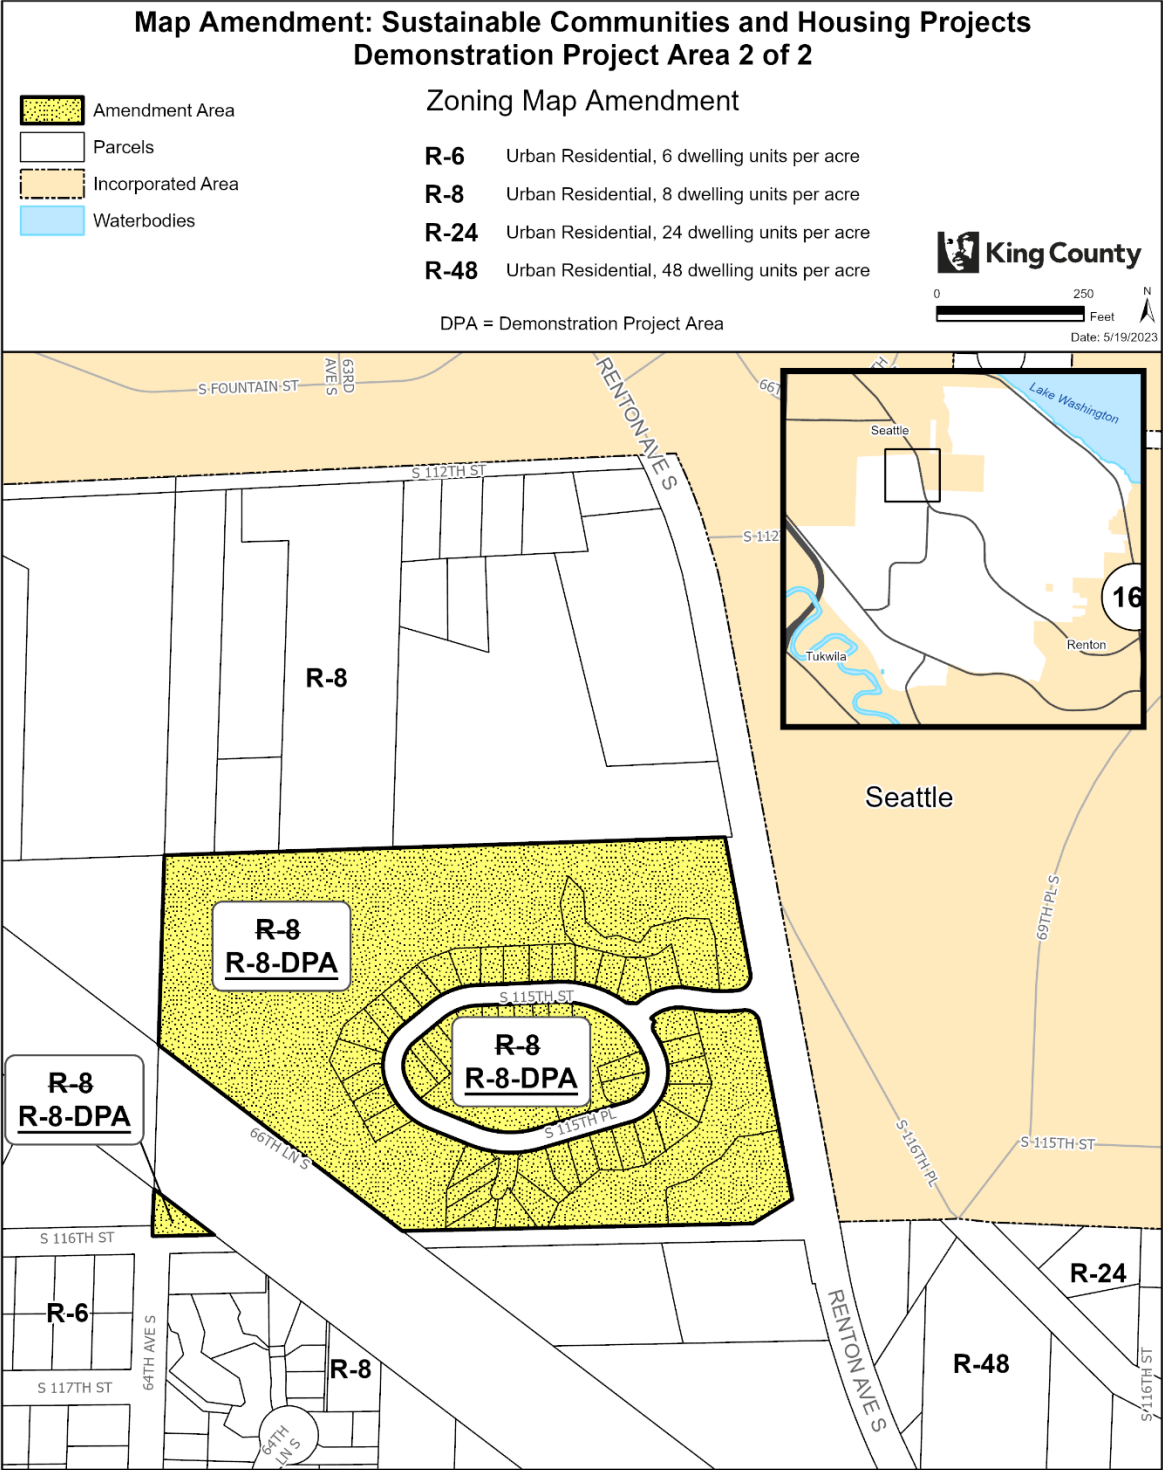 Map Amendment: Sustainable Communities and Housing Projects
Demonstration Project Area 2 of 2
Amendment Area
Parcels
Incorporated Area
Waterbodies
Zoning Map Amendment
R-6 Urban Residential, 6 dwelling units per acre
R-8 Urban Residential, 8 dwelling units per acre
R-24 Urban Residential, 24 dwelling units per acre
R-48 Urban Residential, 48 dwelling units per acre
DPA = Demonstration Project Area
King County
0 250
Feet
N
Date: 5/19/2023
S FOUNTAIN ST
63RD
AVE S
RENTON AVE S
66T
TH
S 112TH ST
S 112
Lake Washington
Seattle
16
Renton
Tukwila
R-8
Seattle
69TH PL S
R-8
R-8-DPA
S 115TH ST
R-8
R-8-DPA
S 115TH PL
R-8
R-8-DPA
66TH LN S
S 116TH PL
S 115TH ST
S 116TH ST
R-6
R-24
64TH AVE S
RENTON AVE S
R-8
R-48
S 117TH ST
S 116TH ST
64TH
LN S